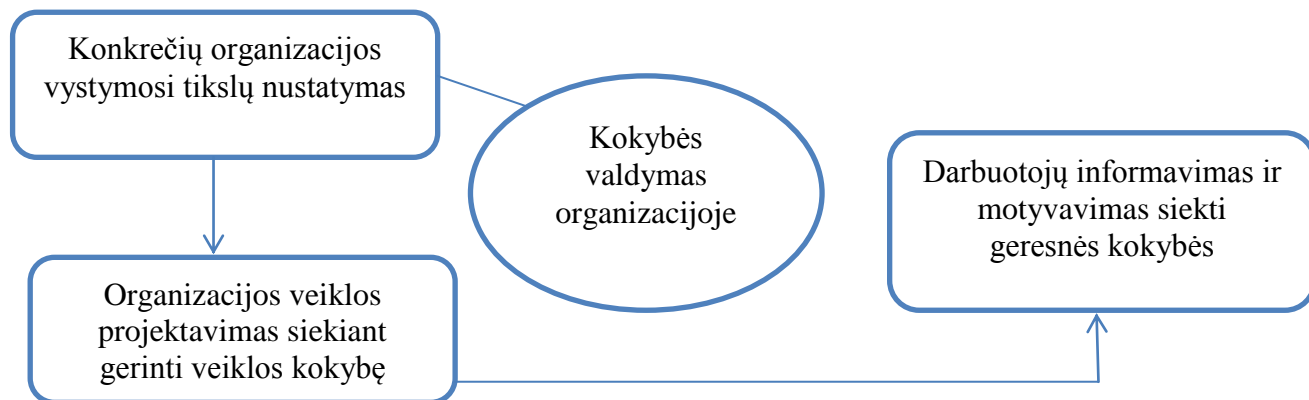 Konkrečių organizacijos
vystymosi tikslų nustatymas
Kokybės
valdymas
organizacijoje
Darbuotojų informavimas ir
motyvavimas siekti
geresnės kokybės
Organizacijos veiklos
projektavimas siekiant
gerinti veiklos kokybę